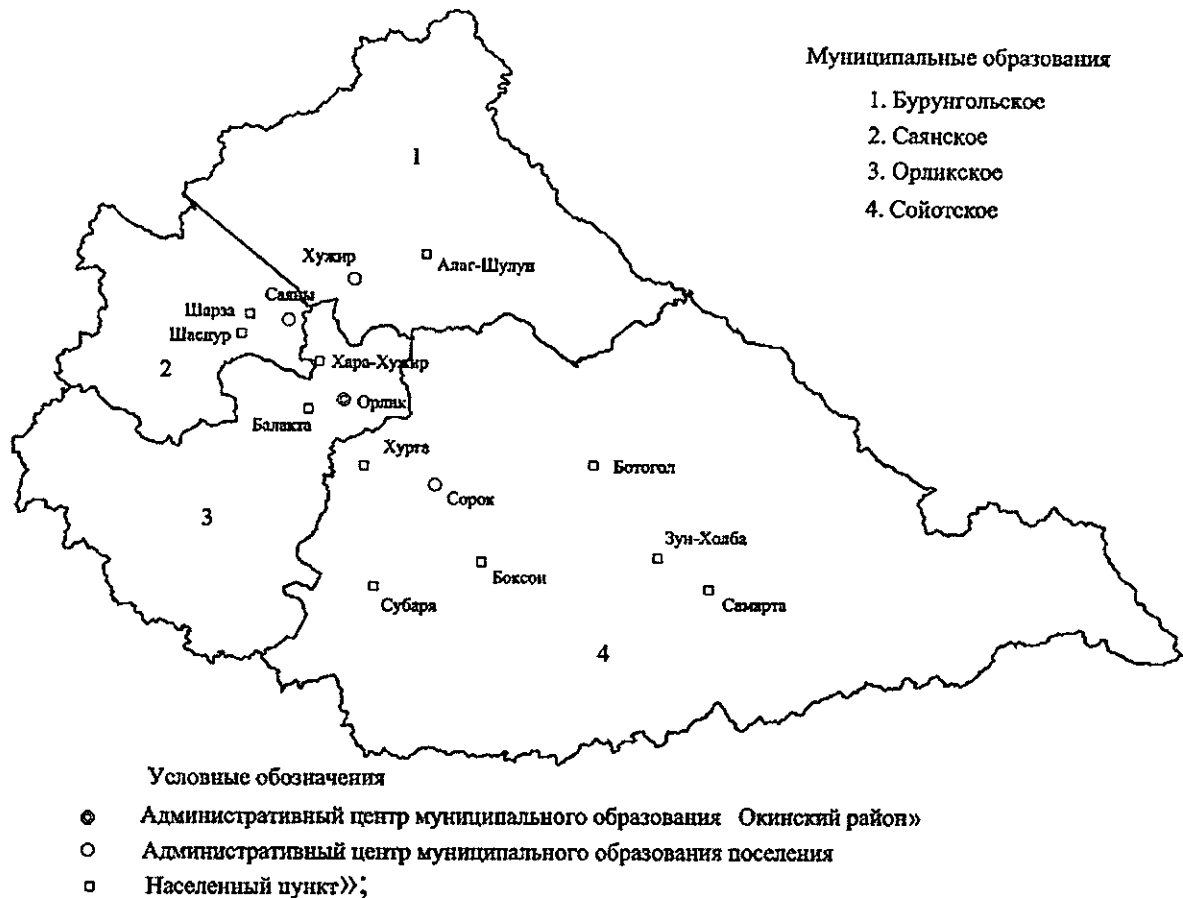 Муниципальные образования
1. Бурунгольское
2. Саянское
3. Орликское
4. Сойотское
1
Хужир
Алаг-Шулун
Саяны
Шарза
Шаснур
2
Хара-Хужир
Орлик
Балакта
Хурга
Ботогол
Сорок
3
Зун-Холба
Боксон
Субаря
Самарта
4
Условные обозначения
Административный центр муниципального образования Окинский район»
Административный центр муниципального образования поселения
Населенный пункт»;